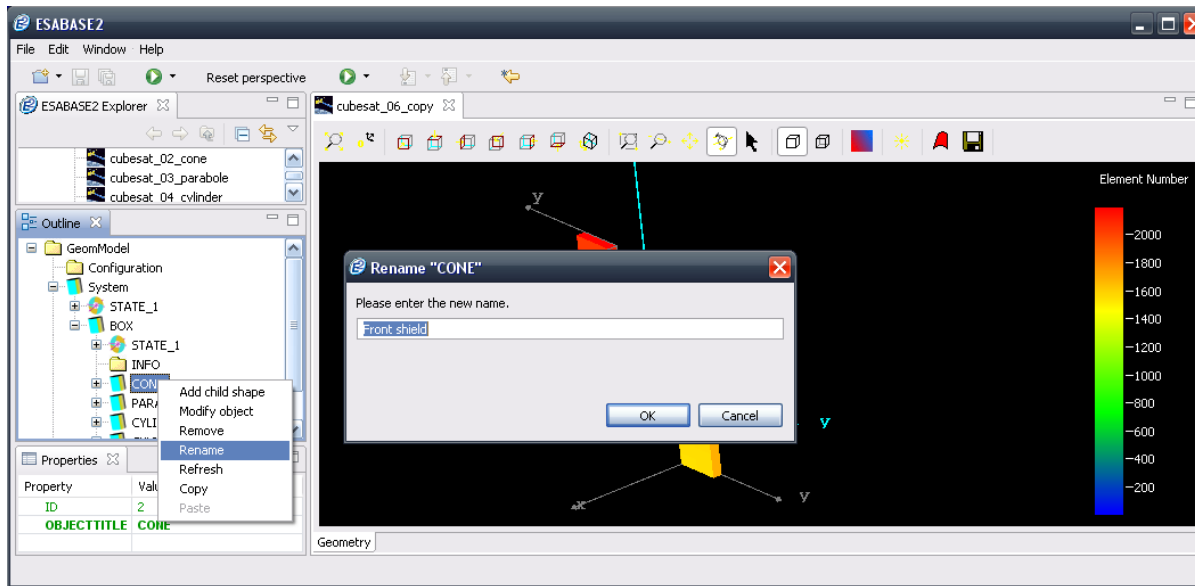 ESABASE2
File Edit Window Help
Reset perspective
ESABASE2 Explorer
cubesat_02_cone
cubesat_03_parabole
cubesat_04_cylinder
Outline
GeomModel
Configuration
System
STATE_1
BOX
STATE_1
INFO
CON
PAR
CYLI
Add child shape
Modify object
Remove
Rename
Refresh
Copy
Paste
Properties
Property Valu
ID 2
OBJECTTITLE CONE
cubesat_06_copy
Element Number
2000
1800
1600
1400
1200
1000
800
600
400
200
y
Rename "CONE"
Please enter the new name.
Front shield
OK Cancel
y
x y
Geometry